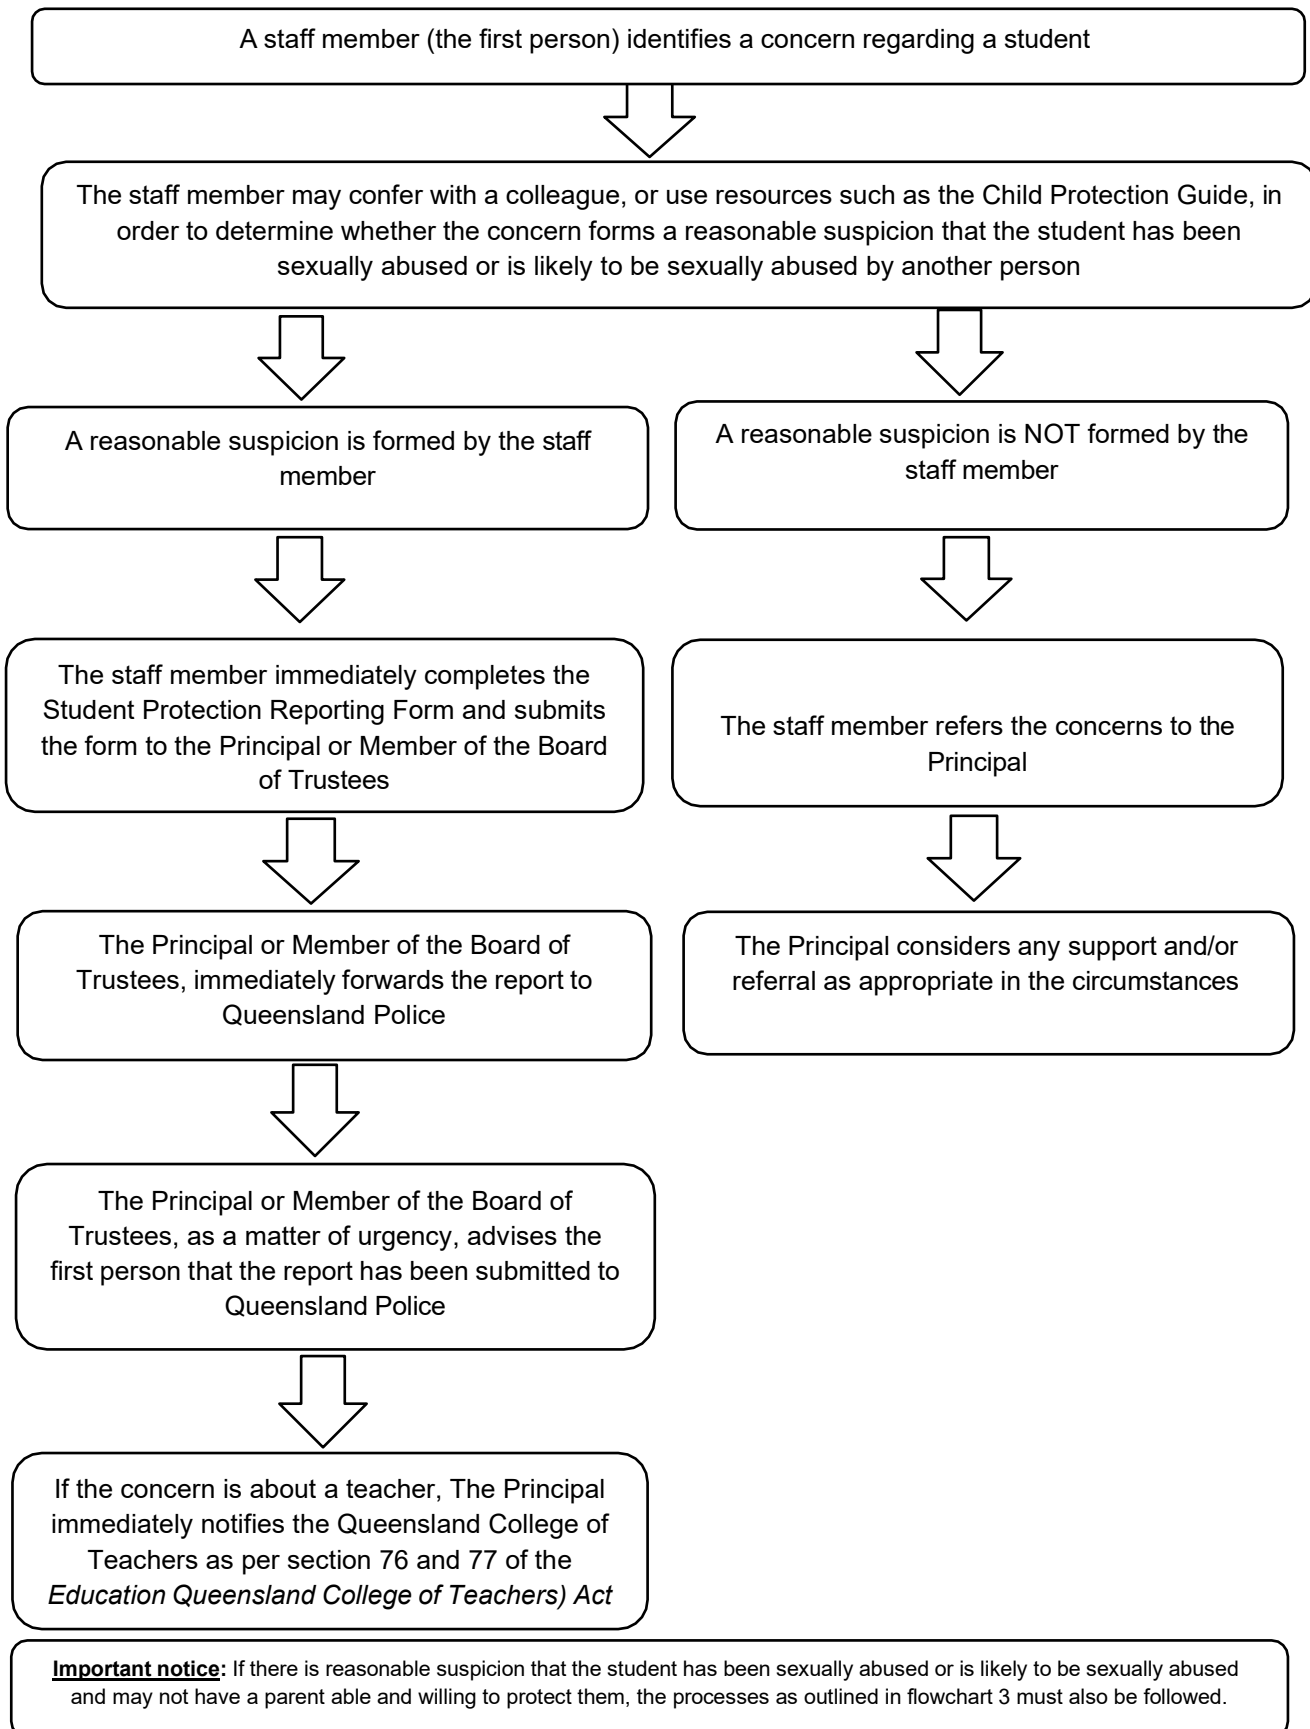 A staff member (the first person) identifies a concern regarding a student
The staff member may confer with a colleague, or use resources such as the Child Protection Guide, in
order to determine whether the concern forms a reasonable suspicion that the student has been
sexually abused or is likely to be sexually abused by another person
A reasonable suspicion is formed by the staff
member
A reasonable suspicion is NOT formed by the
staff member
The staff member immediately completes the
Student Protection Reporting Form and submits
the form to the Principal or Member of the Board
of Trustees
The staff member refers the concerns to the
Principal
The Principal or Member of the Board of
Trustees, immediately forwards the report to
Queensland Police
The Principal considers any support and/or
referral as appropriate in the circumstances
The Principal or Member of the Board of
Trustees, as a matter of urgency, advises the
first person that the report has been submitted to
Queensland Police
If the concern is about a teacher, The Principal
immediately notifies the Queensland College of
Teachers as per section 76 and 77 of the
Education Queensland College of Teachers) Act
Important notice: If there is reasonable suspicion that the student has been sexually abused or is likely to be sexually abused
and may not have a parent able and willing to protect them, the processes as outlined in flowchart 3 must also be followed.